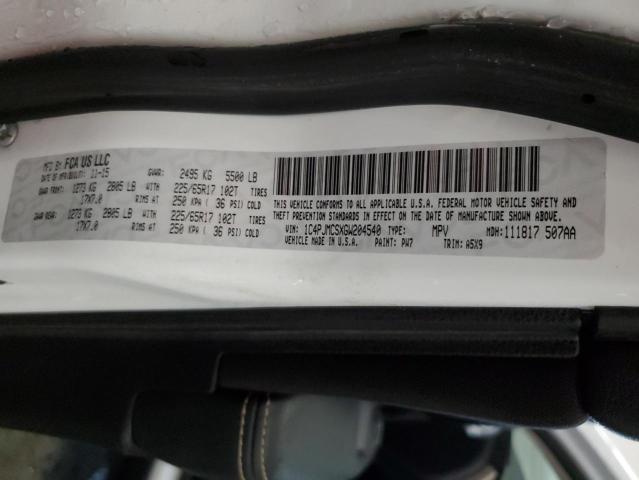 MFD BY: FCA US LLC
DATE OF MFR: 11-15 GVWR: 2495 KG 5500 LB
GAWR FRONT: 1273 KG 2805 LB WITH 225/65R17 102T TIRES
17X7.0 RIMS AT 250 KPA ( 36 PSI) COLD
GAWR REAR: 1273 KG 2805 LB WITH 225/65R17 102T TIRES
17X7.0 RIMS AT 250 KPA ( 36 PSI) COLD
THIS VEHICLE CONFORMS TO ALL APPLICABLE U.S.A. FEDERAL MOTOR VEHICLE SAFETY AND
THEFT PREVENTION STANDARDS IN EFFECT ON THE DATE OF MANUFACTURE SHOWN ABOVE.
VIN: 1C4PJMCSXGW204540 TYPE: MPV MDH: 111817 507AA
VEHICLE MADE IN U.S.A. PAINT: PW7 TRIM: A5X9